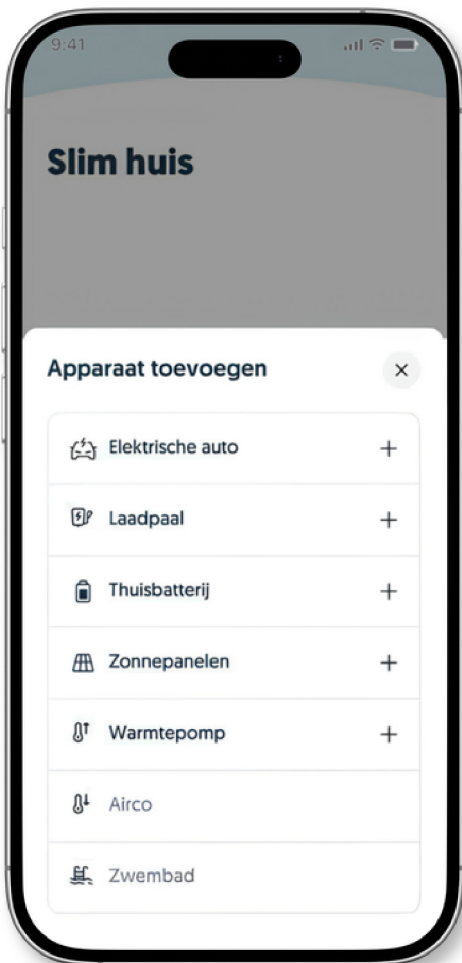 9:41
Slim huis
Apparaat toevoegen
Elektrische auto
Laadpaal
Thuisbatterij
Zonnepanelen
Warmtepomp
Airco
Zwembad